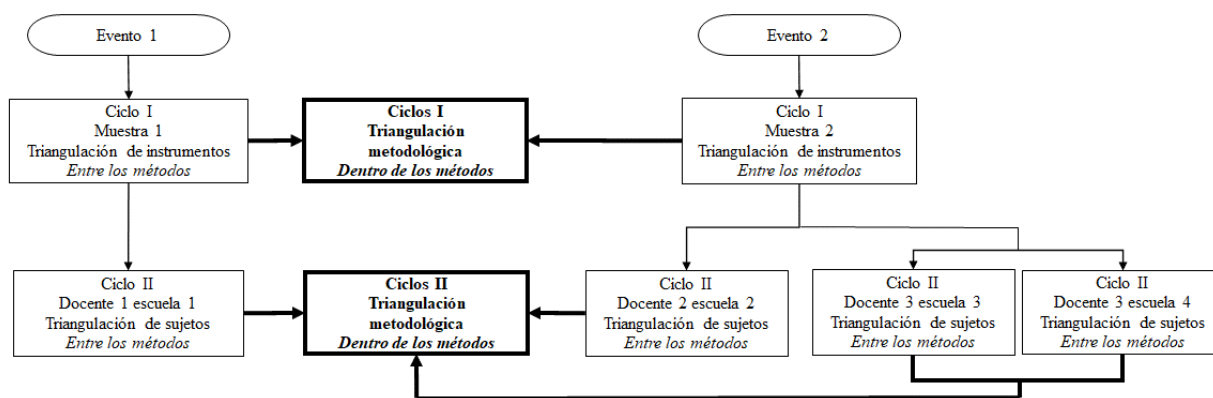 Evento 1
Evento 2
Ciclo I
Muestra 1
Triangulación de instrumentos
Entre los métodos
Ciclos I
Triangulación
metodológica
Dentro de los métodos
Ciclo I
Muestra 2
Triangulación de instrumentos
Entre los métodos
Ciclo II
Docente 1 escuela 1
Triangulación de sujetos
Entre los métodos
Ciclos II
Triangulación
metodológica
Dentro de los métodos
Ciclo II
Docente 2 escuela 2
Triangulación de sujetos
Entre los métodos
Ciclo II
Docente 3 escuela 3
Triangulación de sujetos
Entre los métodos
Ciclo II
Docente 3 escuela 4
Triangulación de sujetos
Entre los métodos